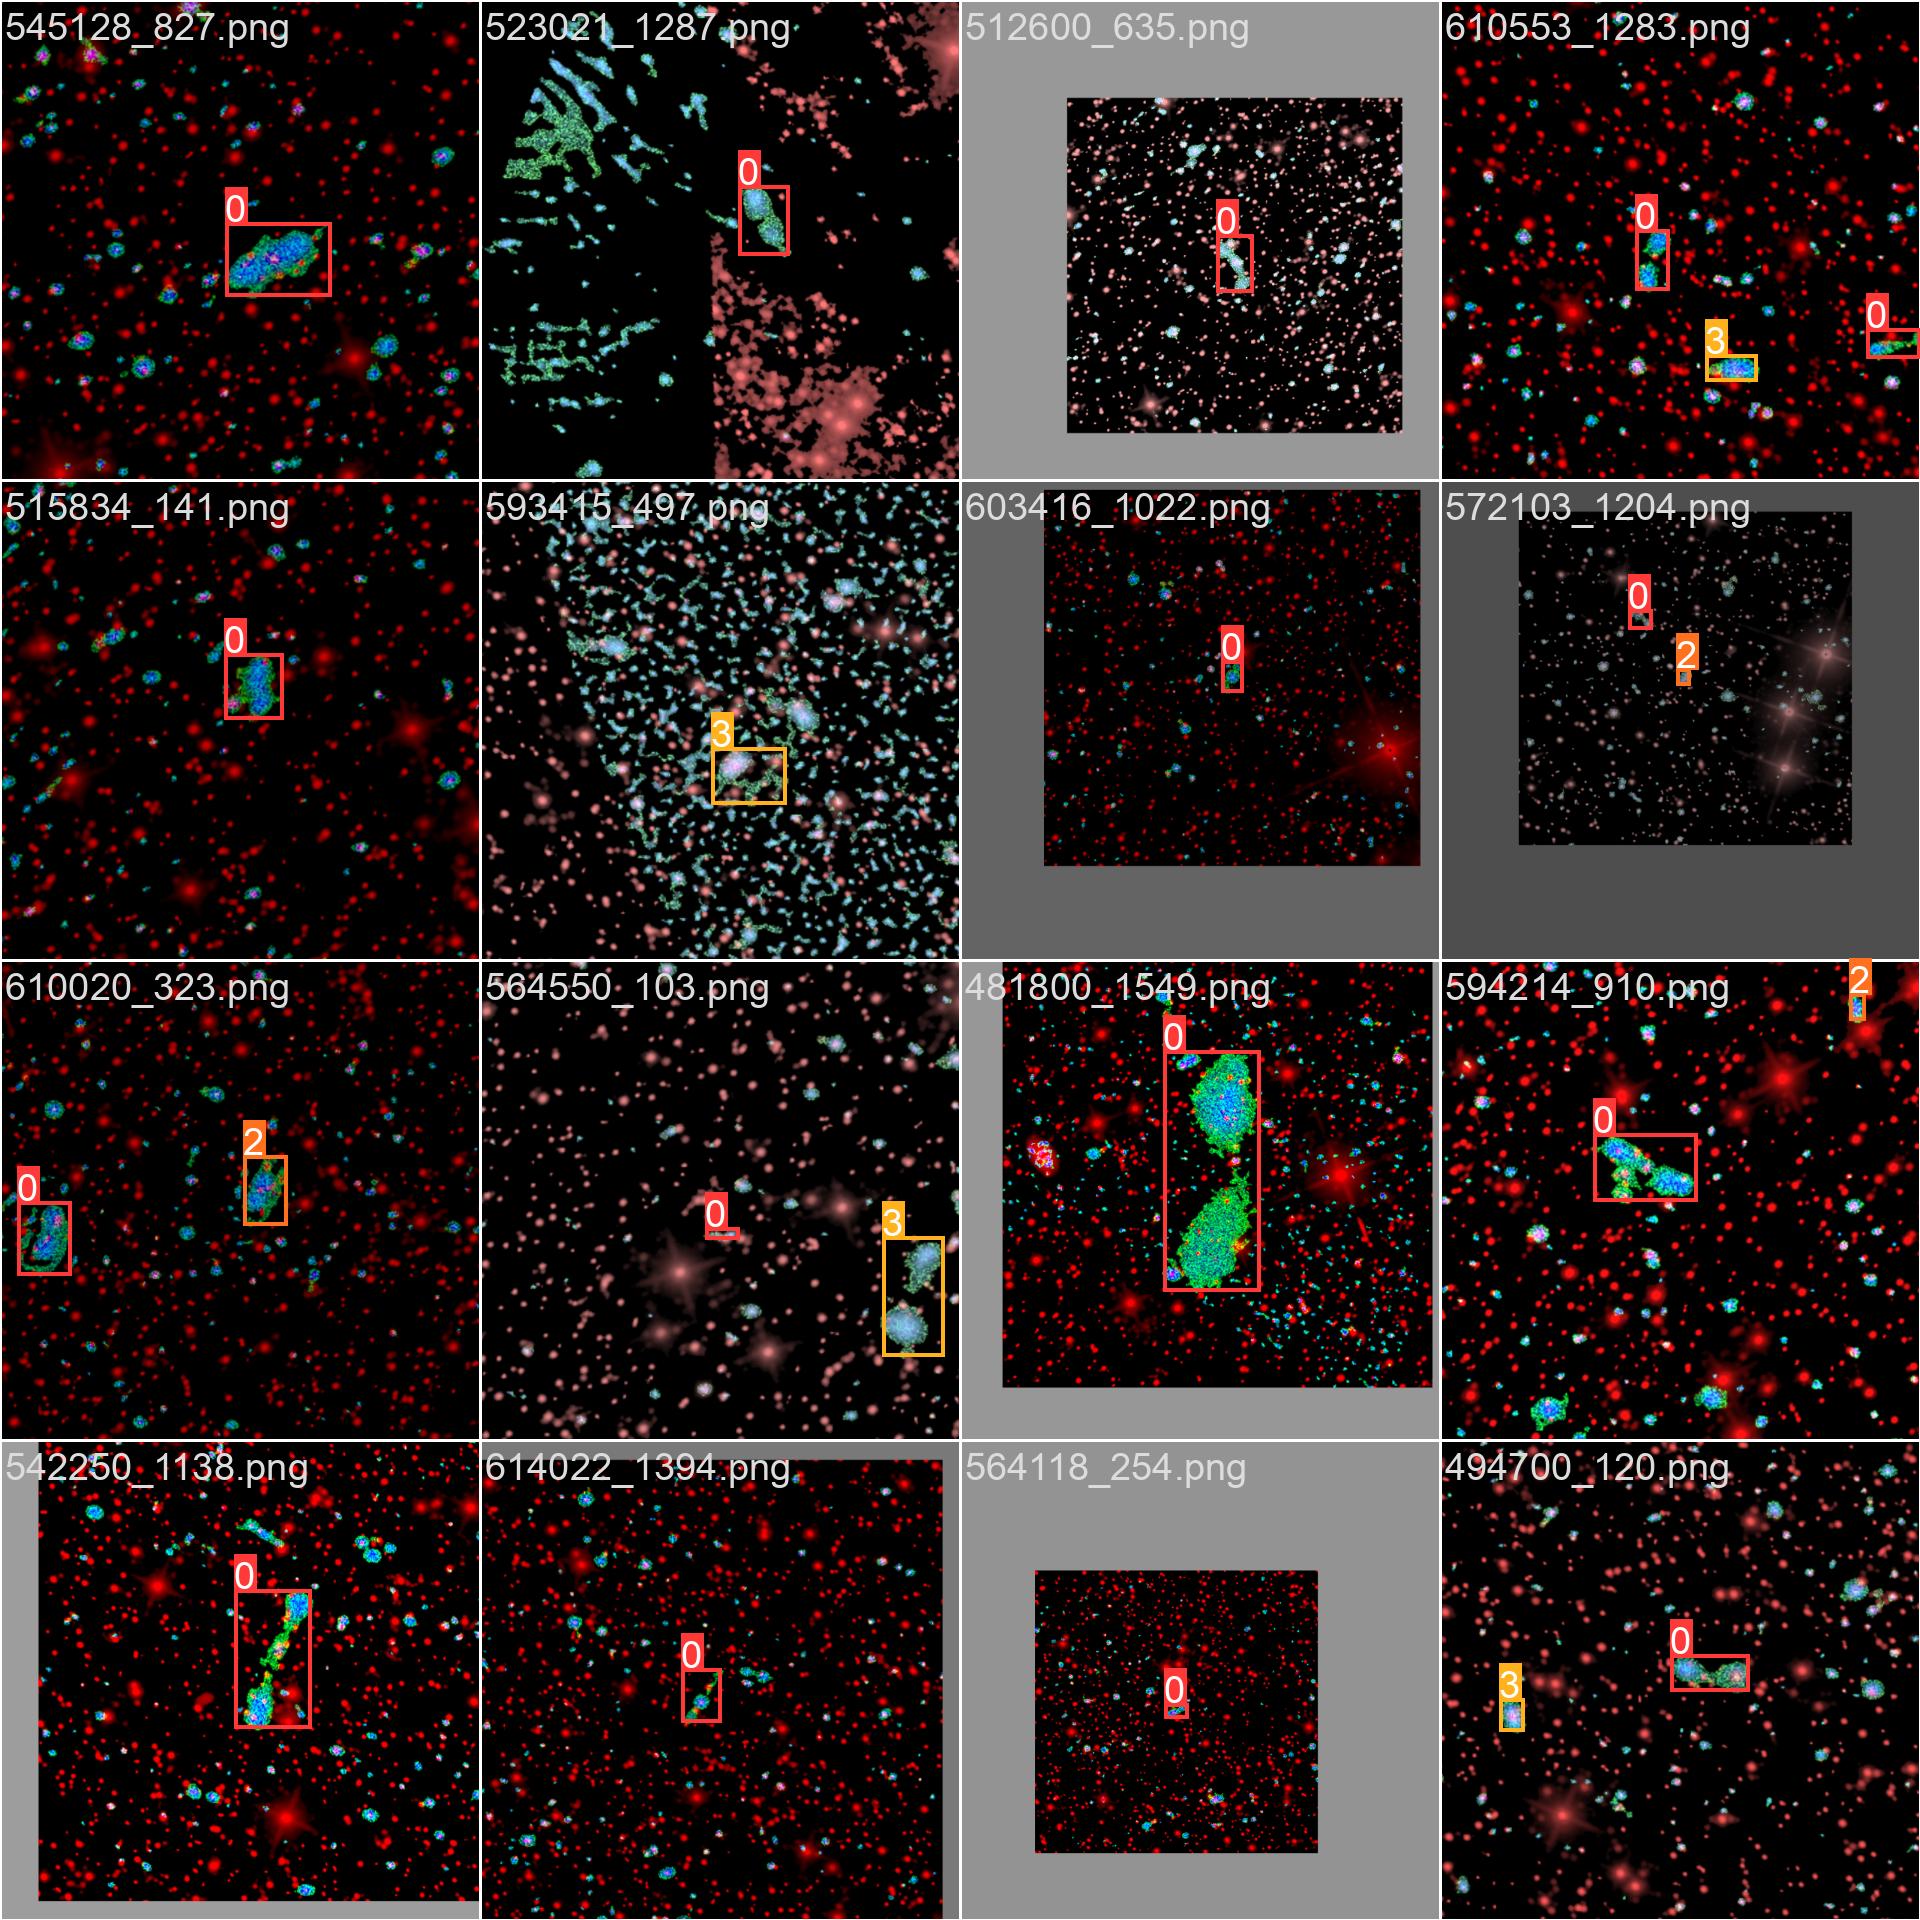 545128_827.png
523021_1287.png
512600_635.png
610553_1283.png
0
0
0
0
0
3
515834_141.png
593415_497.png
603416_1022.png
572103_1204.png
0
3
0
0
2
610020_323.png
564550_103.png
481800_1549.png
594214_910.png
2
0
0
3
0
0
2
0
542250_1138.png
614022_1394.png
564118_254.png
494700_120.png
0
0
0
0
3